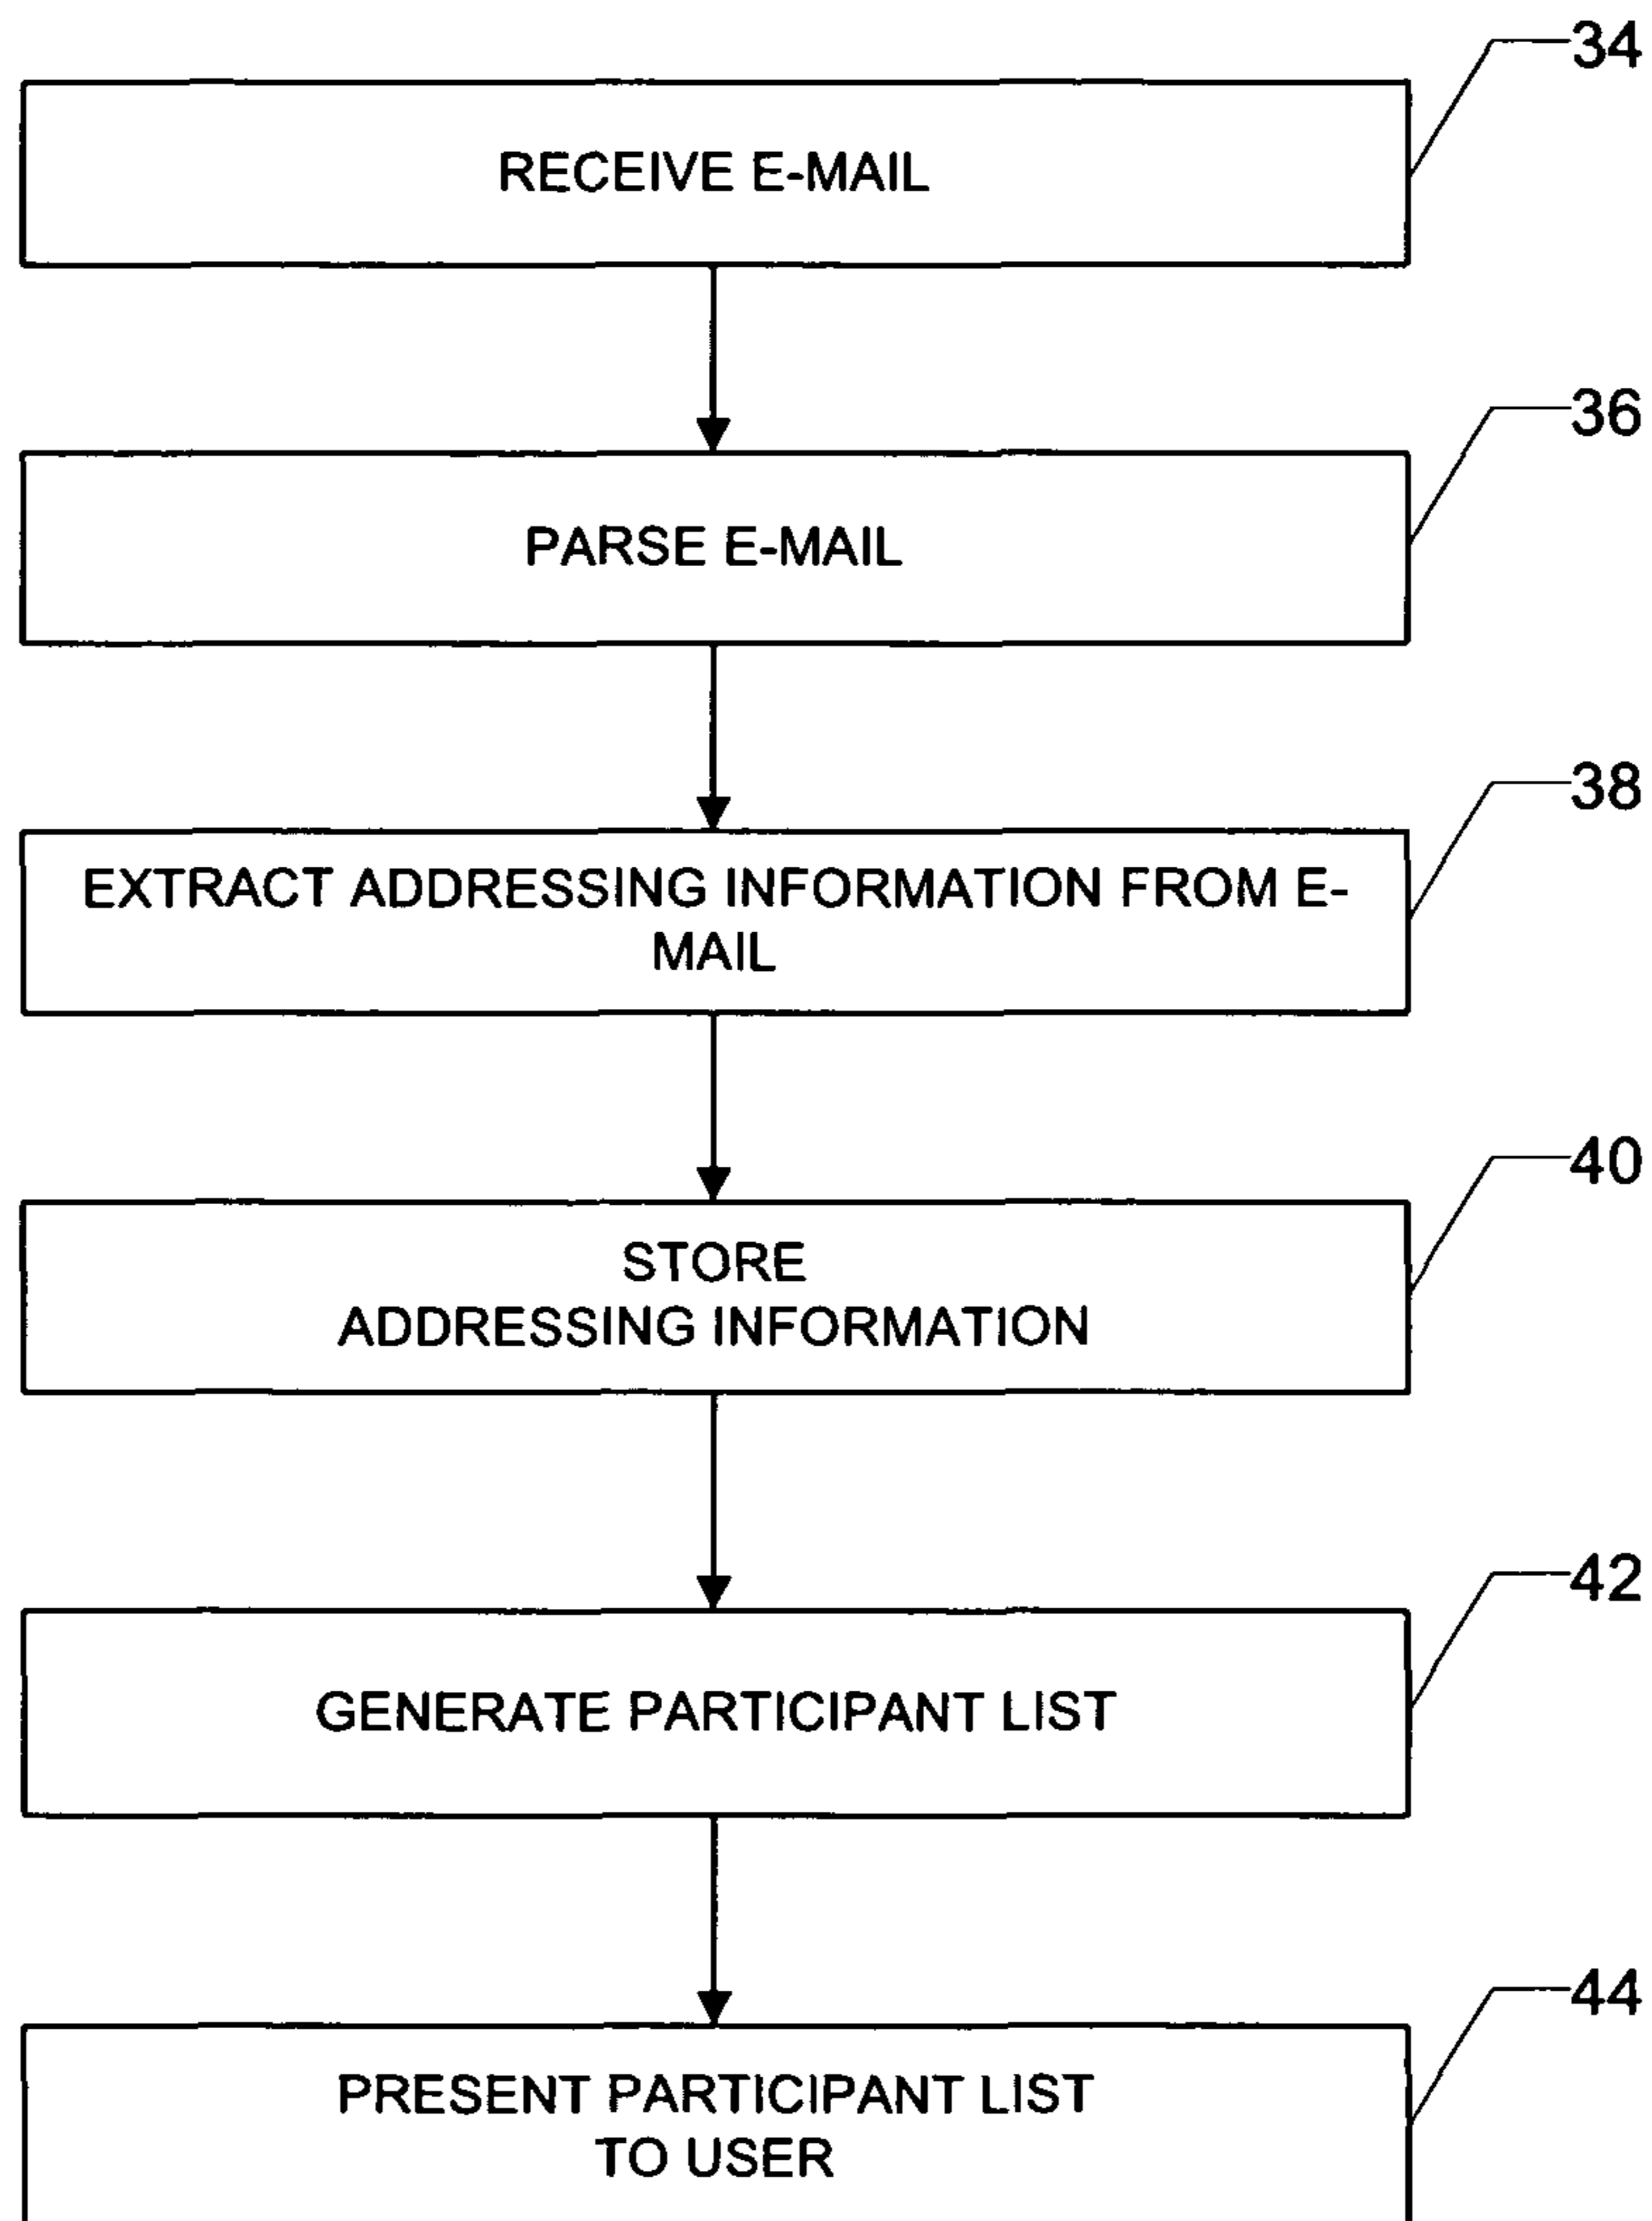 34
RECEIVE E-MAIL
36
PARSE E-MAIL
38
EXTRACT ADDRESSING INFORMATION FROM E-
MAIL
40
STORE
ADDRESSING INFORMATION
42
GENERATE PARTICIPANT LIST
44
PRESENT PARTICIPANT LIST
TO USER